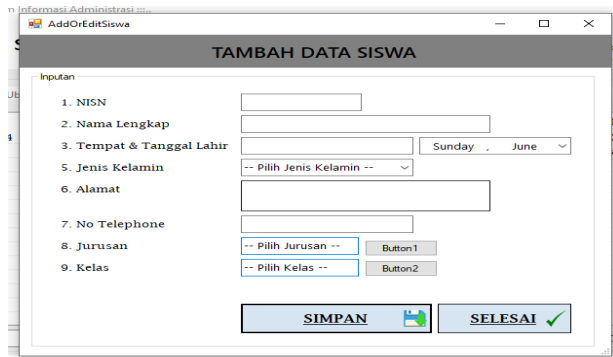 m Informasi Administrasi :::..
AddOrEditSiswa
TAMBAH DATA SISWA
Inputan
1. NISN
2. Nama Lengkap
3. Tempat & Tanggal Lahir
Sunday , June
5. Jenis Kelamin
-- Pilih Jenis Kelamin --
6. Alamat
7. No Telephone
8. Jurusan
-- Pilih Jurusan --
Button1
9. Kelas
-- Pilih Kelas --
Button2
SIMPAN
SELESAI